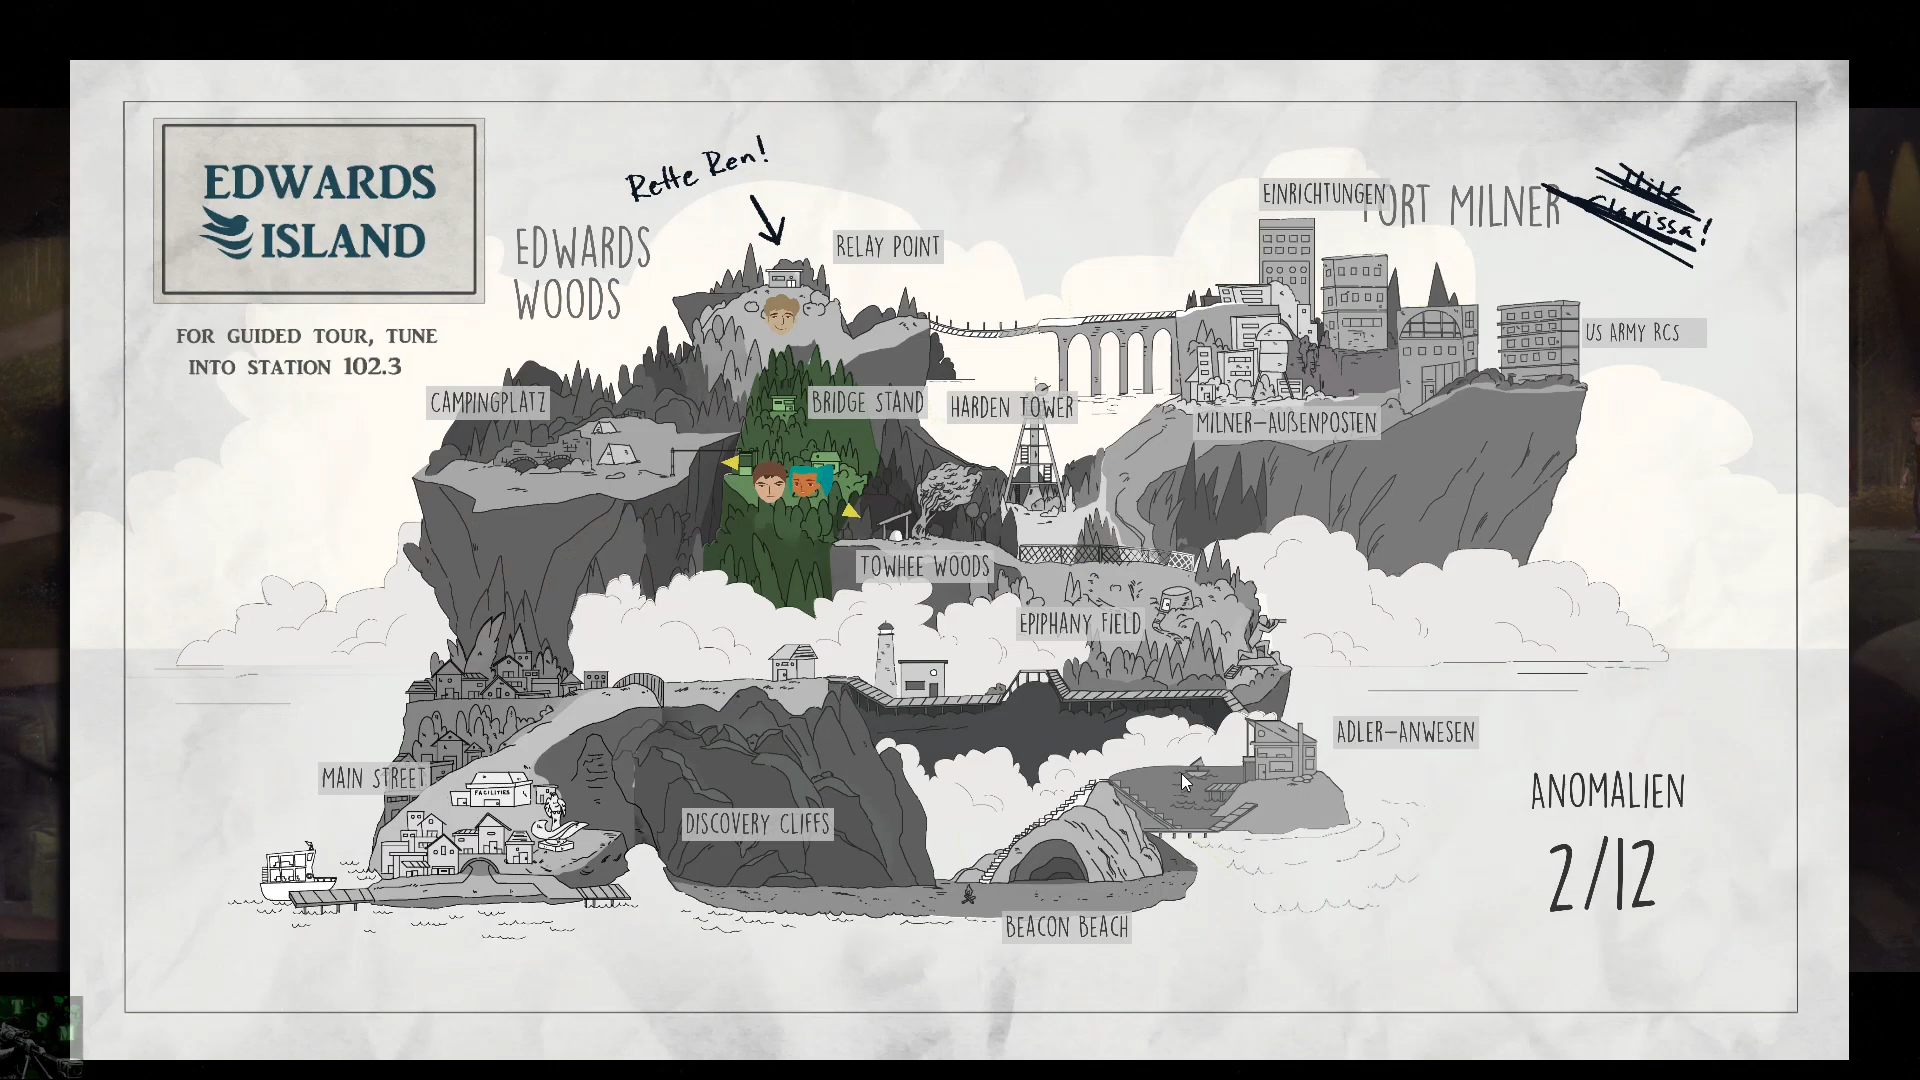 EDWARDS
ISLAND
FOR GUIDED TOUR, TUNE
INTO STATION 102.3
Rette Ren!
EDWARDS
WOODS
RELAY POINT
EINRICHTUNGEN
FORT MILNER
Hilf
Clarissa!
US ARMY RCS
CAMPINGPLATZ
BRIDGE STAND
HARDEN TOWER
MILNER-AUßENPOSTEN
TOWHEE WOODS
EPIPHANY FIELD
ADLER-ANWESEN
MAIN STREET
FACILITIES
DISCOVERY CLIFFS
BEACON BEACH
ANOMALIEN
2/12